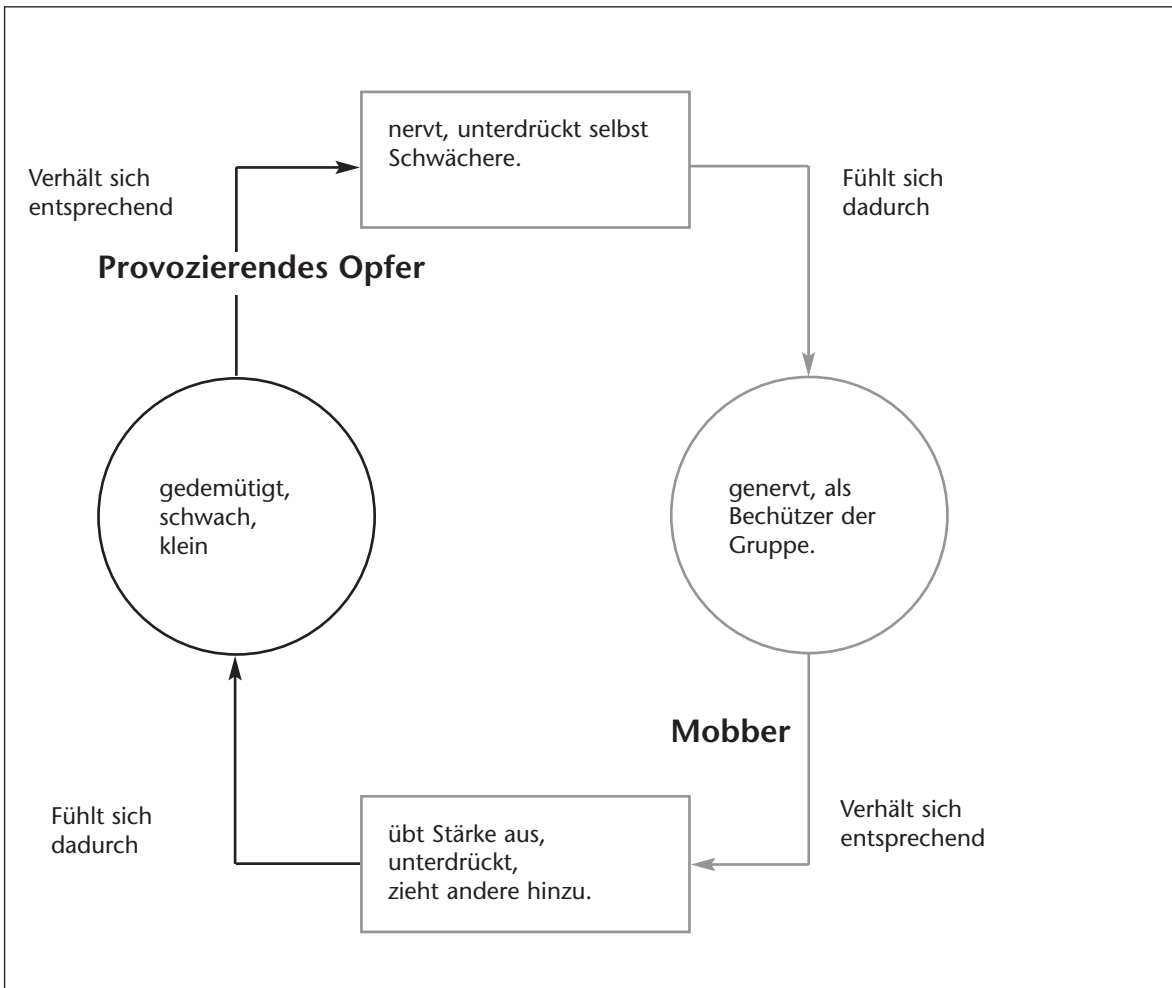 nervt, unterdrückt selbst
Schwächere.
Verhält sich
entsprechend
Fühlt sich
dadurch
Provozierendes Opfer
gedemütigt,
schwach,
klein
genervt, als
Bechützer der
Gruppe.
Mobber
Fühlt sich
dadurch
übt Stärke aus,
unterdrückt,
zieht andere hinzu.
Verhält sich
entsprechend